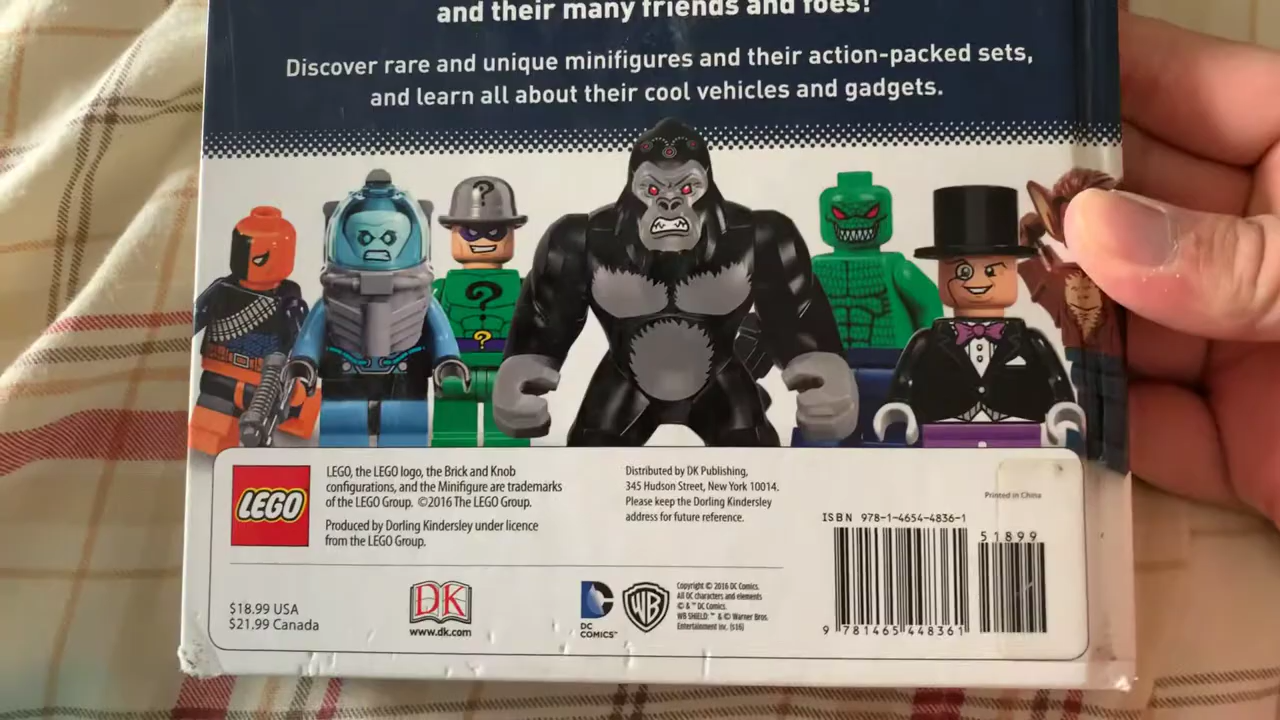 and their many friends and foes!
Discover rare and unique minifigures and their action-packed sets,
and learn all about their cool vehicles and gadgets.
?
?
?
LEGO
LEGO, the LEGO logo, the Brick and Knob
configurations, and the Minifigure are trademarks
of the LEGO Group. ©2016 The LEGO Group.
Produced by Dorling Kindersley under licence
from the LEGO Group.
Distributed by DK Publishing,
345 Hudson Street, New York 10014.
Please keep the Dorling Kindersley
address for future reference.
Printed in China
ISBN 978-1-4654-4836-1
51899
9 781465 448361
$18.99 USA
$21.99 Canada
DK
www.dk.com
DC
COMICS™
WB
Copyright © 2016 DC Comics.
All DC characters and elements
© & ™ DC Comics.
WB SHIELD: ™ & © Warner Bros.
Entertainment Inc. (s16)